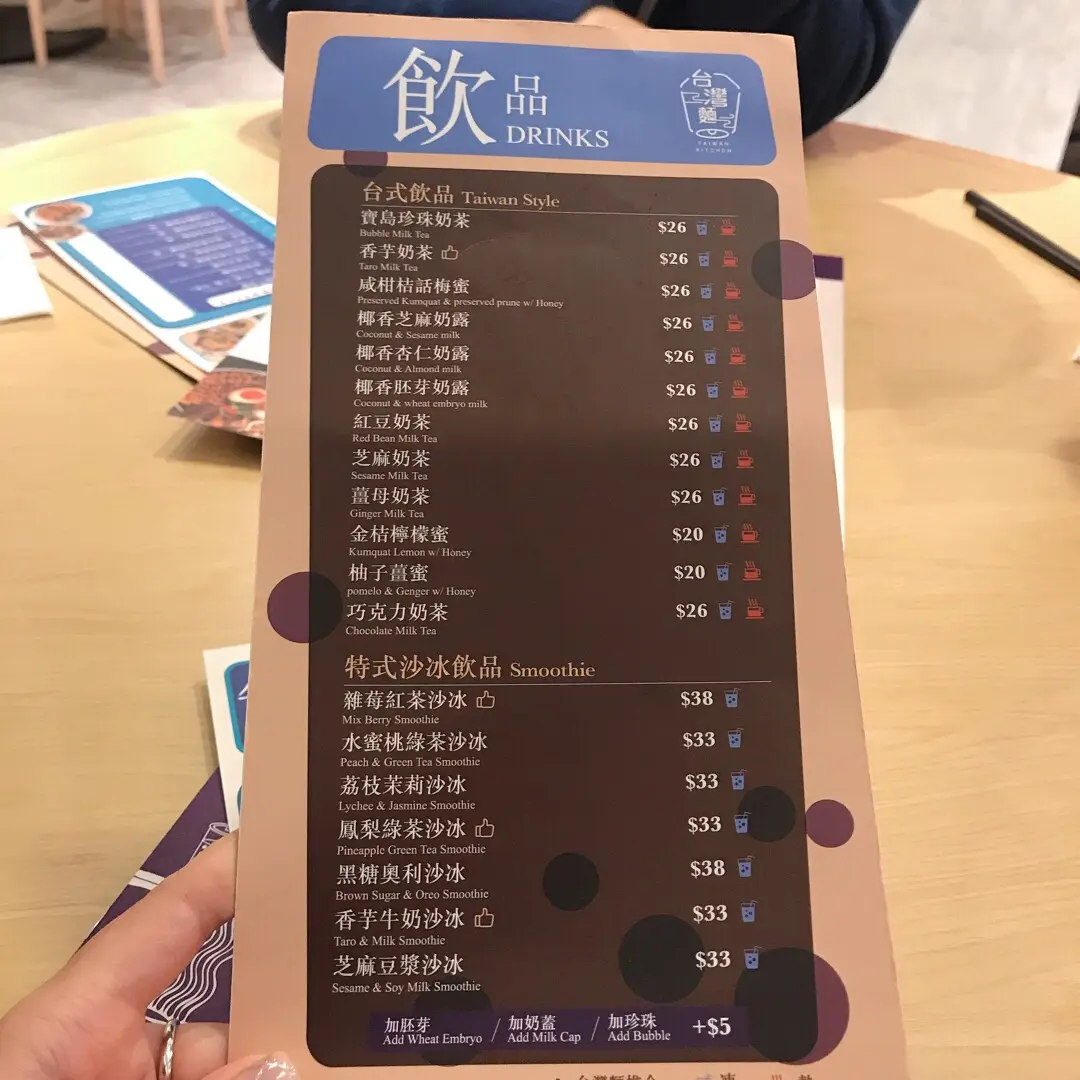 飲品
DRINKS
台灣麵
TAIWAN
KITCHEN
台式飲品 Taiwan Style
寶島珍珠奶茶
Bubble Milk Tea
$26
香芋奶茶
Taro Milk Tea
$26
咸柑桔話梅蜜
Preserved Kumquat & preserved prune w/ Honey
$26
椰香芝麻奶露
Coconut & Sesame milk
$26
椰香杏仁奶露
Coconut & Almond milk
$26
椰香胚芽奶露
Coconut & wheat embryo milk
$26
紅豆奶茶
Red Bean Milk Tea
$26
芝麻奶茶
Sesame Milk Tea
$26
薑母奶茶
Ginger Milk Tea
$26
金桔檸檬蜜
Kumquat Lemon w/ Honey
$20
柚子薑蜜
pomelo & Genger w/ Honey
$20
巧克力奶茶
Chocolate Milk Tea
$26
特式沙冰飲品 Smoothie
雜莓紅茶沙冰
Mix Berry Smoothie
$38
水蜜桃綠茶沙冰
Peach & Green Tea Smoothie
$33
荔枝茉莉沙冰
Lychee & Jasmine Smoothie
$33
鳳梨綠茶沙冰
Pineapple Green Tea Smoothie
$33
黑糖奧利沙冰
Brown Sugar & Oreo Smoothie
$38
香芋牛奶沙冰
Taro & Milk Smoothie
$33
芝麻豆漿沙冰
Sesame & Soy Milk Smoothie
$33
加胚芽 / 加奶蓋 / 加珍珠 +$5
Add Wheat Embryo Add Milk Cap Add Bubble